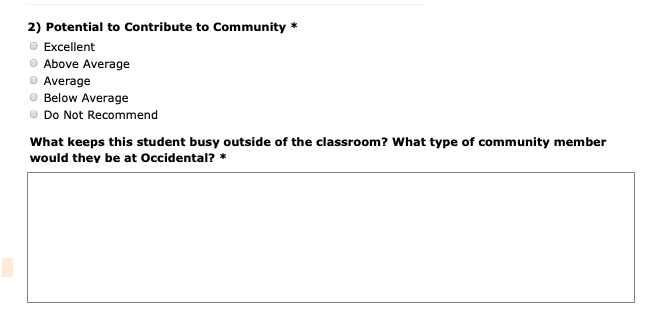 2) Potential to Contribute to Community *
Excellent
Above Average
Average
Below Average
Do Not Recommend
What keeps this student busy outside of the classroom? What type of community member
would they be at Occidental? *